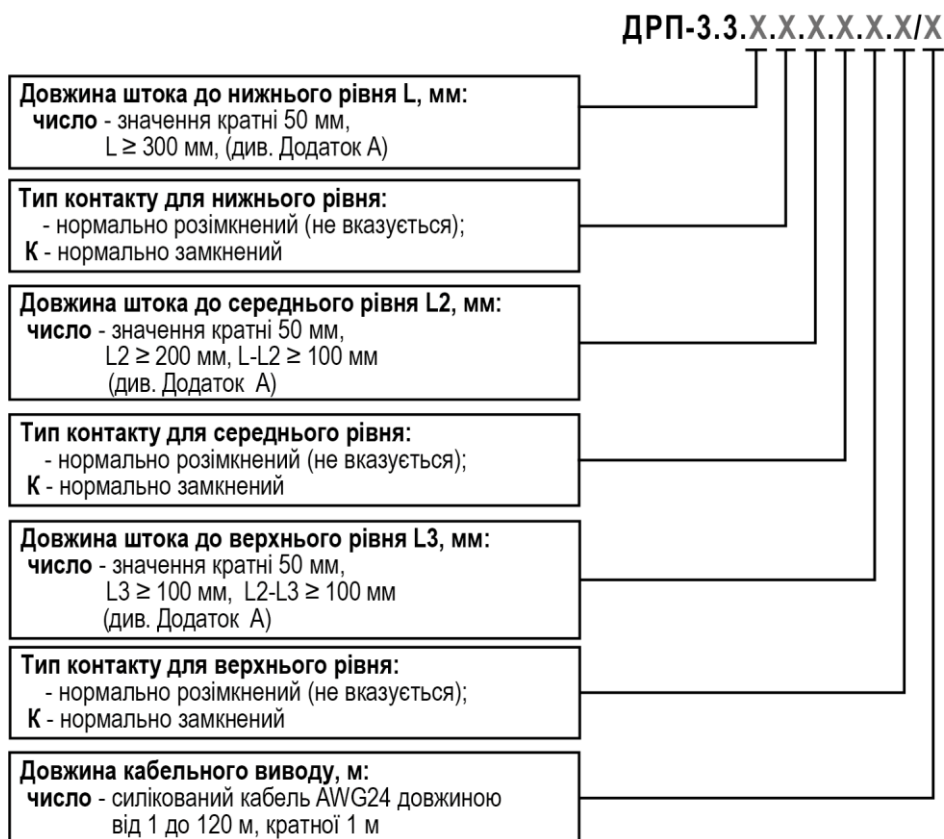 ДРП-3.3.X.X.X.X.X.X/X
Довжина штока до нижнього рівня L, мм:
число - значення кратні 50 мм,
L ≥ 300 мм, (див. Додаток А)
Тип контакту для нижнього рівня:
- нормально розімкнений (не вказується);
К - нормально замкнений
Довжина штока до середнього рівня L2, мм:
число - значення кратні 50 мм,
L2 ≥ 200 мм, L-L2 ≥ 100 мм
(див. Додаток А)
Тип контакту для середнього рівня:
- нормально розімкнений (не вказується);
К - нормально замкнений
Довжина штока до верхнього рівня L3, мм:
число - значення кратні 50 мм,
L3 ≥ 100 мм, L2-L3 ≥ 100 мм
(див. Додаток А)
Тип контакту для верхнього рівня:
- нормально розімкнений (не вказується);
К - нормально замкнений
Довжина кабельного виводу, м:
число - силікований кабель AWG24 довжиною
від 1 до 120 м, кратної 1 м